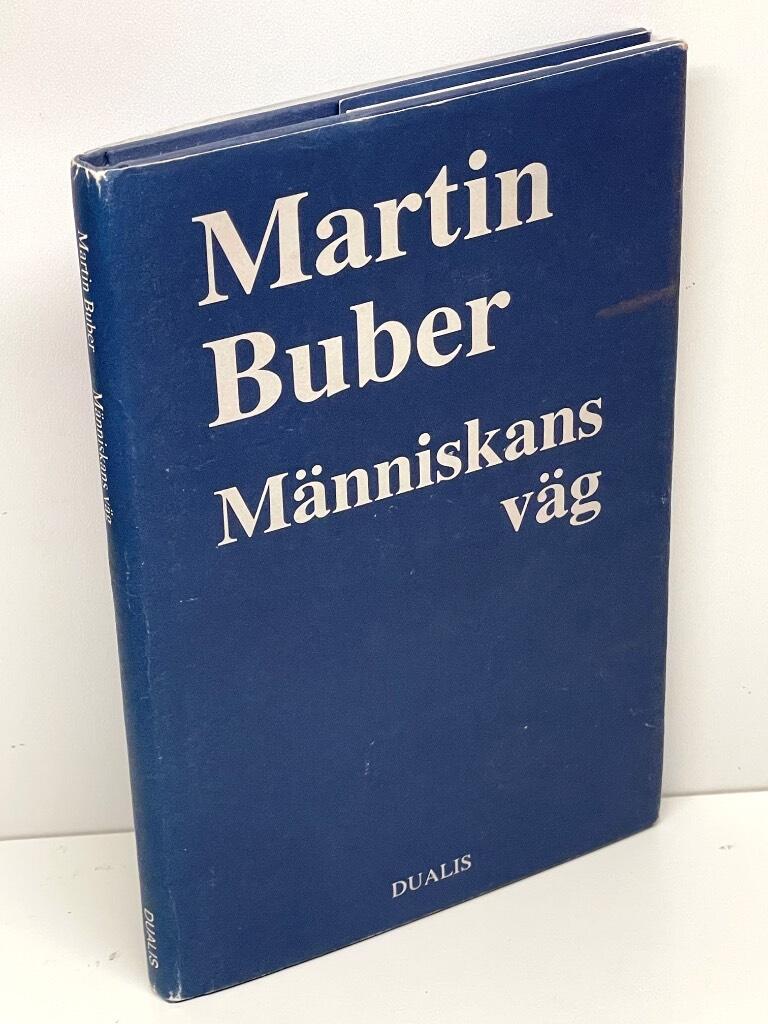 Martin
Buber
Människans
väg
DUALIS
Martin Buber Människans väg
DUALIS